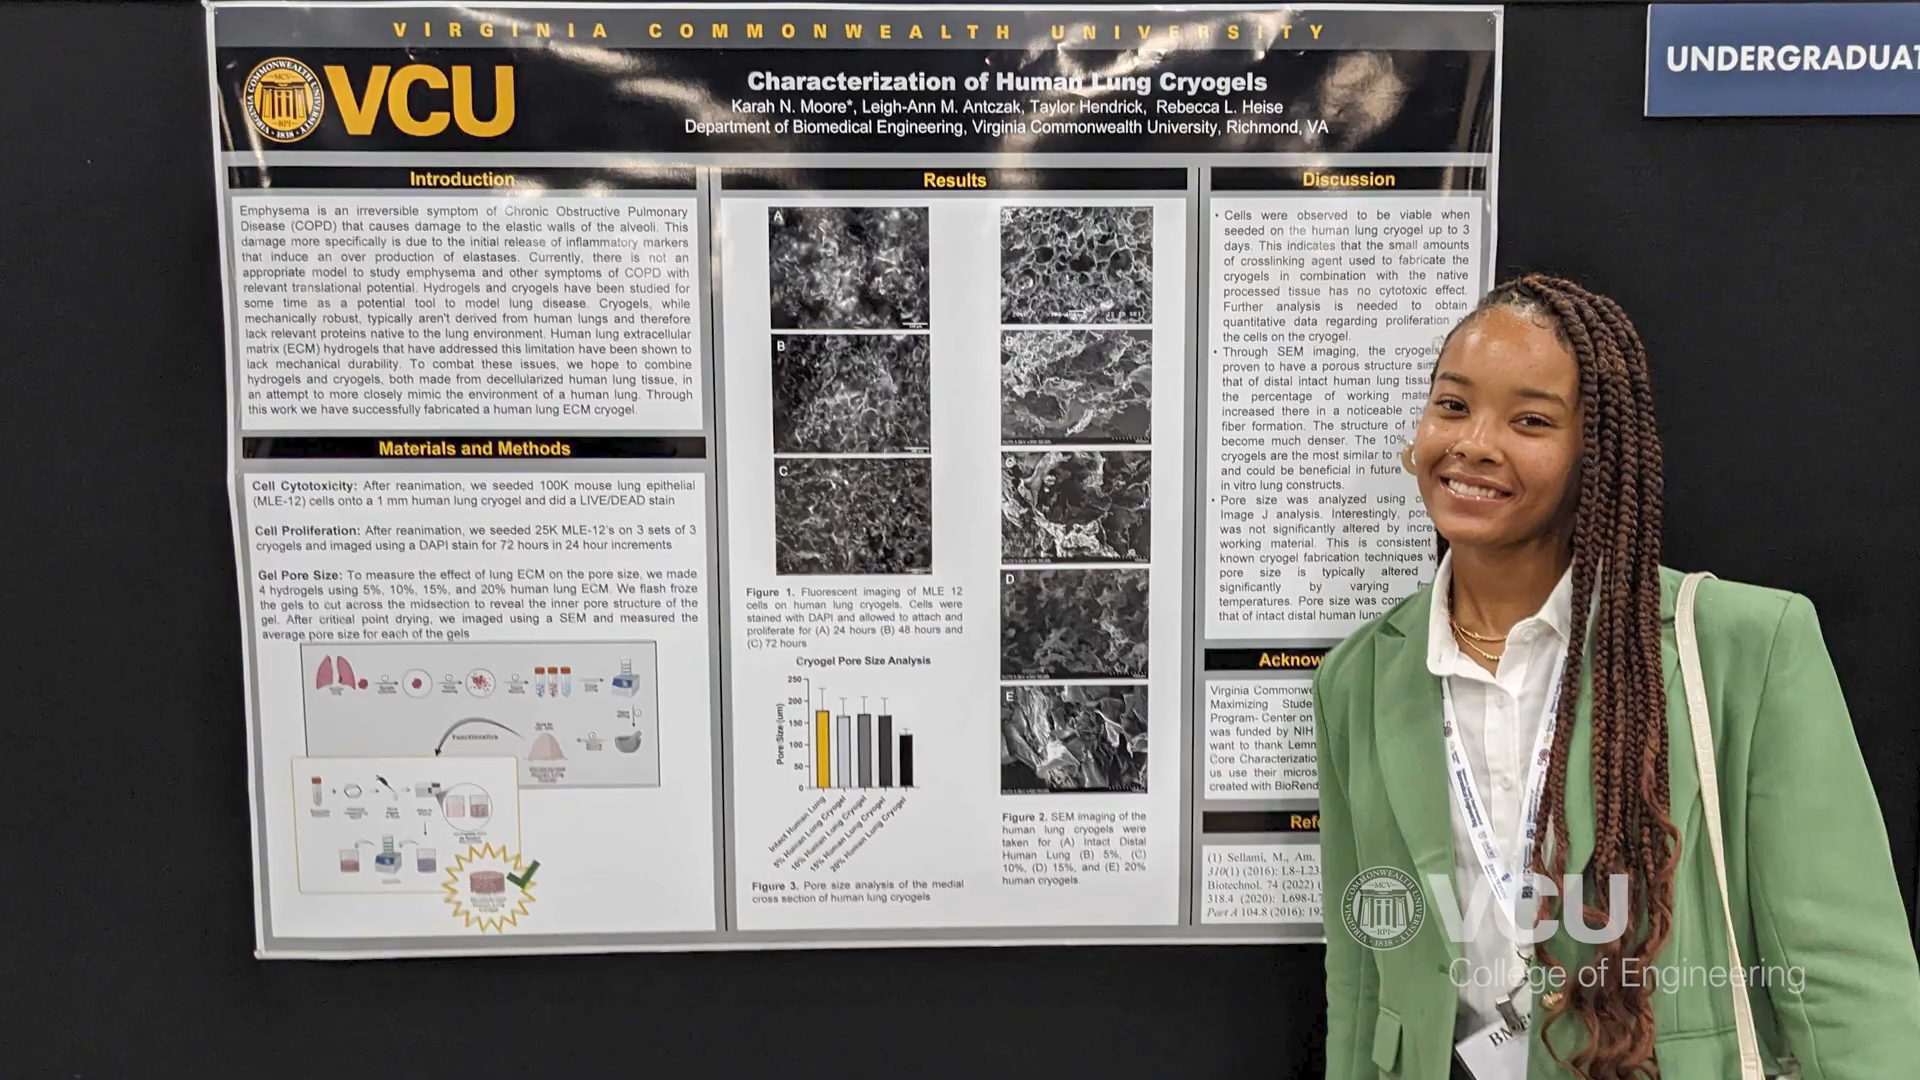 VIRGINIA COMMONWEALTH UNIVERSITY
VCU
Characterization of Human Lung Cryogels
Karah N. Moore*, Leigh-Ann M. Antczak, Taylor Hendrick, Rebecca L. Heise
Department of Biomedical Engineering, Virginia Commonwealth University, Richmond, VA
UNDERGRADUAT
Introduction
Emphysema is an irreversible symptom of Chronic Obstructive Pulmonary
Disease (COPD) that causes damage to the elastic walls of the alveoli. This
damage more specifically is due to the initial release of inflammatory markers
that induce an over production of elastases. Currently, there is not an
appropriate model to study emphysema and other symptoms of COPD with
relevant translational potential. Hydrogels and cryogels have been studied for
some time as a potential tool to model lung disease. Cryogels, while
mechanically robust, typically aren't derived from human lungs and therefore
lack relevant proteins native to the lung environment. Human lung extracellular
matrix (ECM) hydrogels that have addressed this limitation have been shown to
lack mechanical durability. To combat these issues, we hope to combine
hydrogels and cryogels, both made from decellularized human lung tissue, in
an attempt to more closely mimic the environment of a human lung. Through
this work we have successfully fabricated a human lung ECM cryogel.
Materials and Methods
Cell Cytotoxicity: After reanimation, we seeded 100K mouse lung epithelial
(MLE-12) cells onto a 1 mm human lung cryogel and did a LIVE/DEAD stain
Cell Proliferation: After reanimation, we seeded 25K MLE-12's on 3 sets of 3
cryogels and imaged using a DAPI stain for 72 hours in 24 hour increments
Gel Pore Size: To measure the effect of lung ECM on the pore size, we made
4 hydrogels using 5%, 10%, 15%, and 20% human lung ECM. We flash froze
the gels to cut across the midsection to reveal the inner pore structure of the
gel. After critical point drying, we imaged using a SEM and measured the
average pore size for each of the gels
Functionalize
Results
A
B
C
Figure 1. Fluorescent imaging of MLE 12
cells on human lung cryogels. Cells were
stained with DAPI and allowed to attach and
proliferate for (A) 24 hours (B) 48 hours and
(C) 72 hours
Cryogel Pore Size Analysis
Pore Size (um)
250
200
150
100
50
0
Intact Human Lung
5% Human Lung Cryogel
10% Human Lung Cryogel
15% Human Lung Cryogel
20% Human Lung Cryogel
Figure 3. Pore size analysis of the medial
cross section of human lung cryogels
A
B
C
D
E
Figure 2. SEM imaging of the
human lung cryogels were
taken for (A) Intact Distal
Human Lung (B) 5%, (C)
10%, (D) 15%, and (E) 20%
human cryogels.
Discussion
• Cells were observed to be viable when
seeded on the human lung cryogel up to 3
days. This indicates that the small amounts
of crosslinking agent used to fabricate the
cryogels in combination with the native
processed tissue has no cytotoxic effect.
Further analysis is needed to obtain
quantitative data regarding proliferation
the cells on the cryogel.
• Through SEM imaging, the cryogels
proven to have a porous structure sim
that of distal intact human lung tissu
the percentage of working mate
increased there in a noticeable ch
fiber formation. The structure of th
become much denser. The 10%
cryogels are the most similar to
and could be beneficial in future
in vitro lung constructs.
• Pore size was analyzed using
Image J analysis. Interestingly, por
was not significantly altered by incre
working material. This is consistent
known cryogel fabrication techniques w
pore size is typically altered
significantly by varying
temperatures. Pore size was com
that of intact distal human lung
Acknow
Virginia Commonwe
Maximizing Stude
Program- Center on
was funded by NIH
want to thank Lemn
Core Characterizatio
us use their micros
created with BioRend
Ref
(1) Sellami, M., Am.
310(1) (2016): L8–L23
Biotechnol. 74 (2022)
318.4 (2020): L698-L7
Part A 104.8 (2016): 19
VCU
College of Engineering